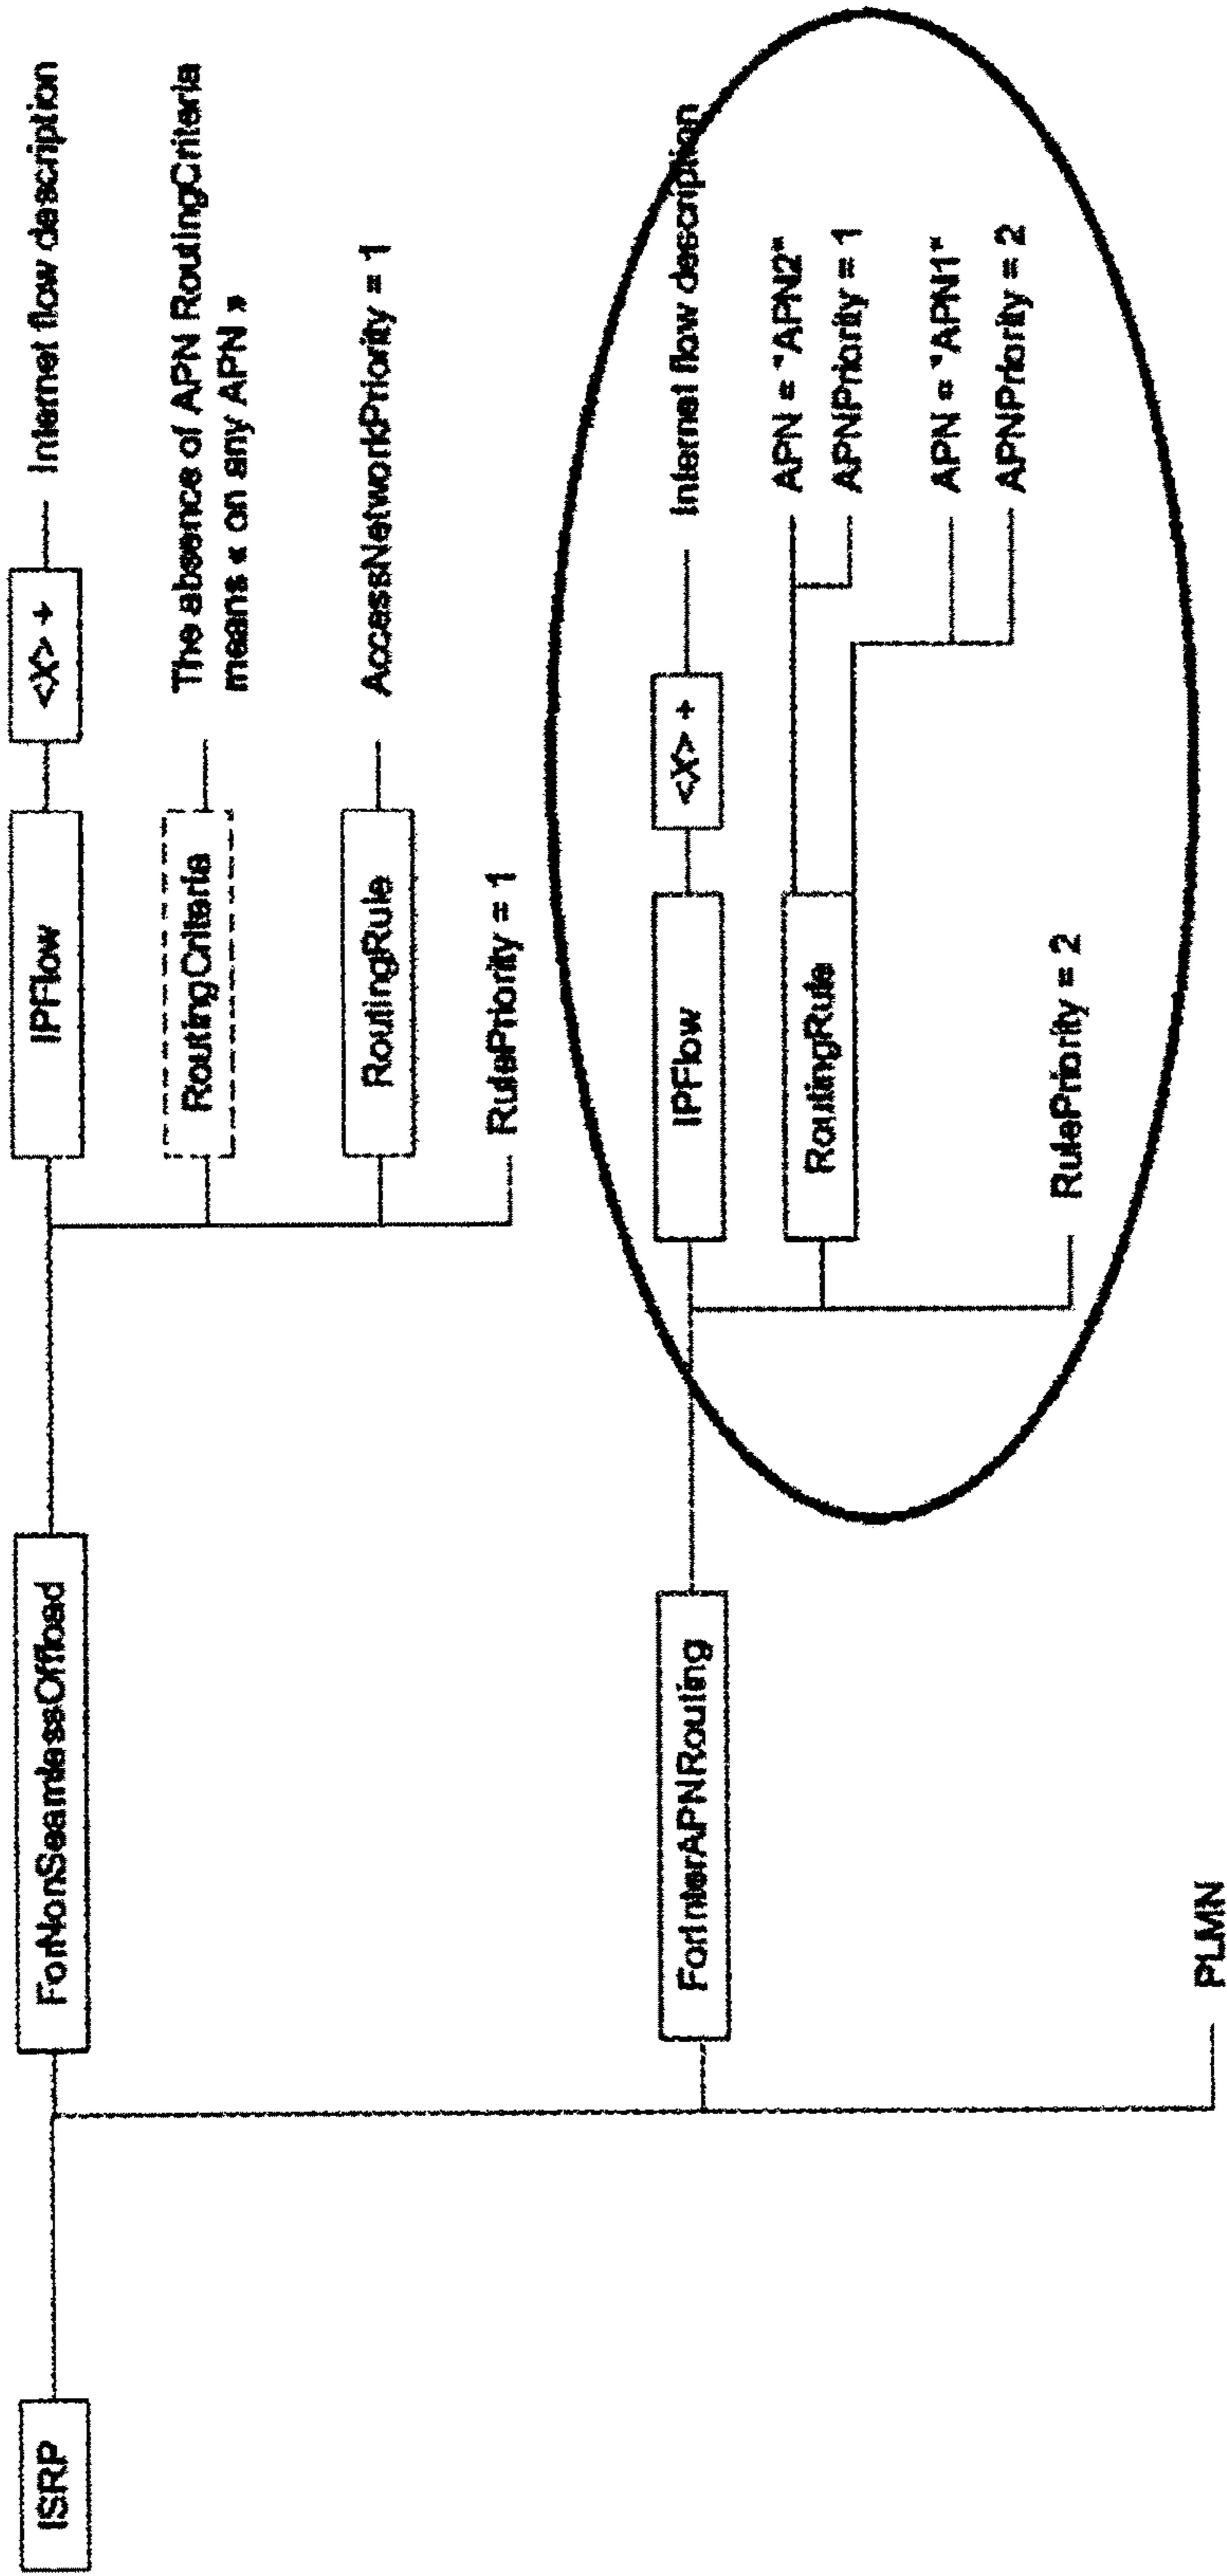 ISRP
ForNonSeamlessOffload
IPFlow
<X> +
Internet flow description
RoutingCriteria
The absence of APN RoutingCriteria
means « on any APN »
RoutingRule
AccessNetworkPriority = 1
RulePriority = 1
ForInterAPNRouting
IPFlow
<X> +
Internet flow description
RoutingRule
APN = "APN2"
APNPriority = 1
APN = "APN1"
APNPriority = 2
RulePriority = 2
PLMN